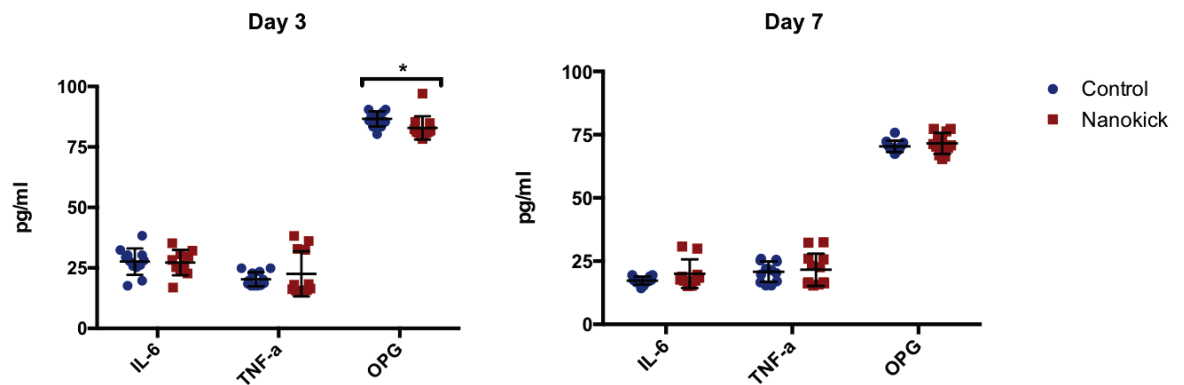 Day 3
Day 7
Control
Nanokick
*
pg/ml
100
75
50
25
0
IL-6
TNF-a
OPG
pg/ml
100
75
50
25
0
IL-6
TNF-a
OPG